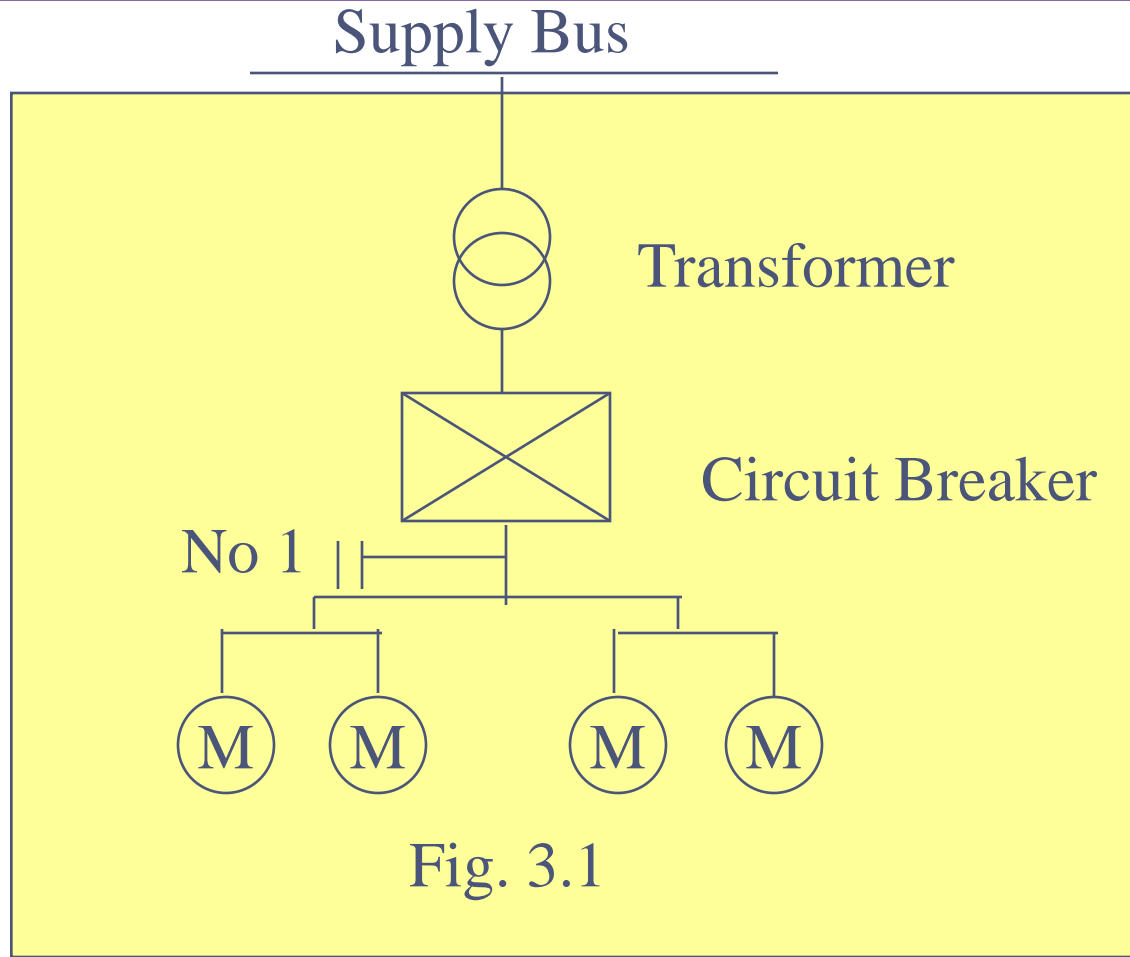 Supply Bus
Transformer
Circuit Breaker
No 1
M M M M
Fig. 3.1